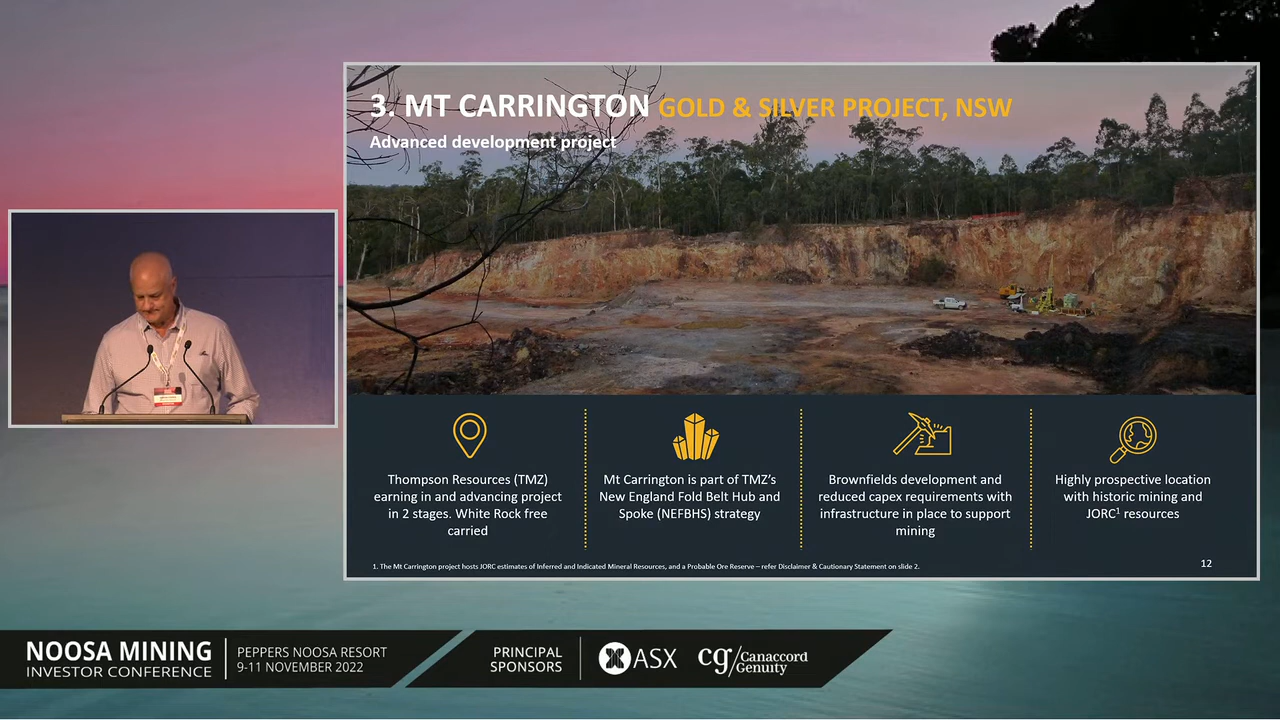 3. MT CARRINGTON GOLD & SILVER PROJECT, NSW
Advanced development project
Thompson Resources (TMZ)
earning in and advancing project
in 2 stages. White Rock free
carried
Mt Carrington is part of TMZ's
New England Fold Belt Hub and
Spoke (NEFBHS) strategy
Brownfields development and
reduced capex requirements with
infrastructure in place to support
mining
Highly prospective location
with historic mining and
JORC¹ resources
1. The Mt Carrington project hosts JORC estimates of Inferred and Indicated Mineral Resources, and a Probable Ore Reserve – refer Disclaimer & Cautionary Statement on slide 2.
12
NOOSA MINING
INVESTOR CONFERENCE
PEPPERS NOOSA RESORT
9-11 NOVEMBER 2022
PRINCIPAL
SPONSORS
ASX
cg/Canaccord
Genuity